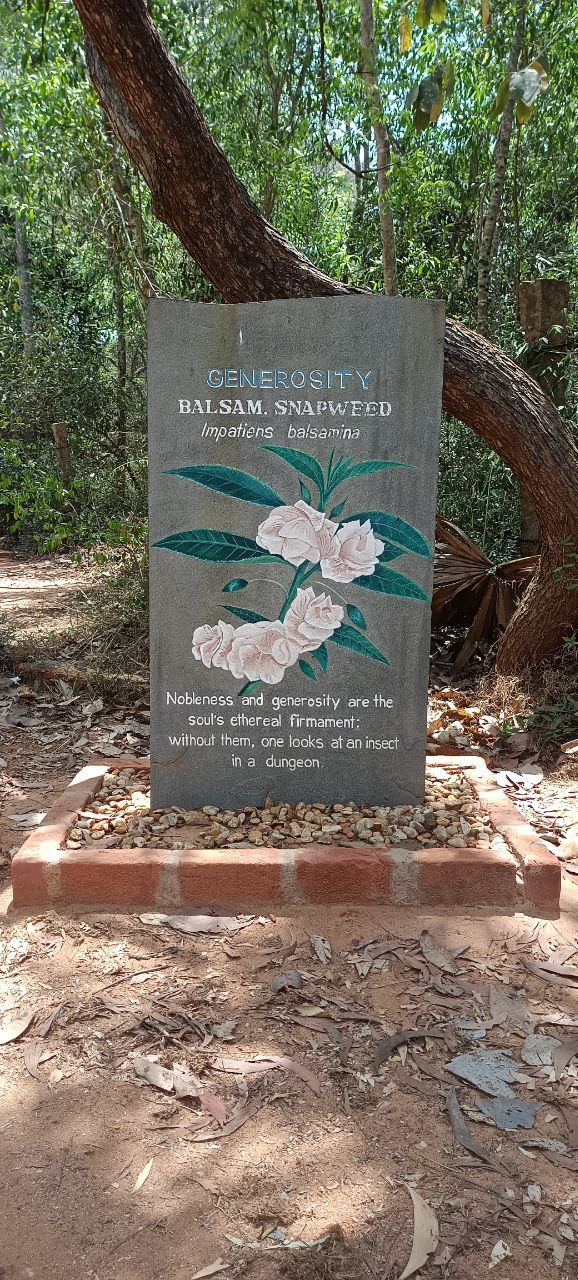 GENEROSITY
BALSAM. SNAPWEED
Impatiens balsamina
Nobleness and generosity are the
soul's ethereal firmament;
without them, one looks at an insect
in a dungeon.